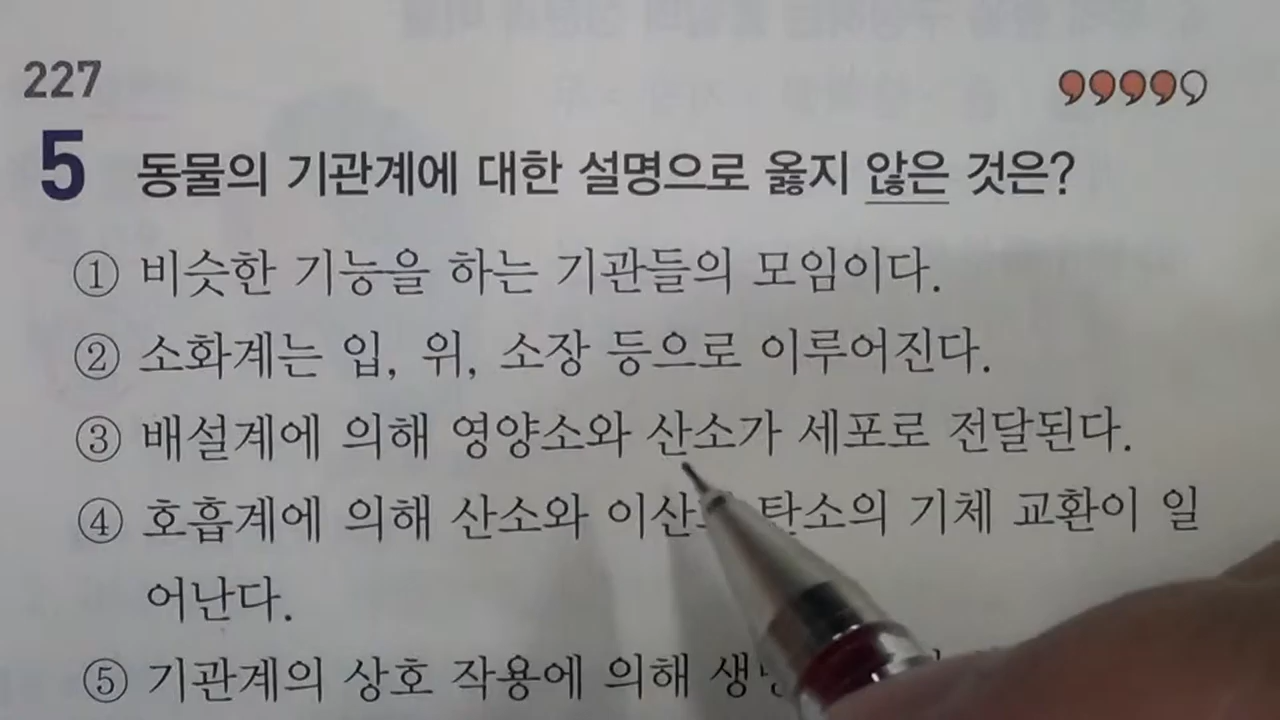 227
5 동물의 기관계에 대한 설명으로 옳지 않은 것은?
① 비슷한 기능을 하는 기관들의 모임이다.
② 소화계는 입, 위, 소장 등으로 이루어진다.
③ 배설계에 의해 영양소와 산소가 세포로 전달된다.
④ 호흡계에 의해 산소와 탄소의 기체 교환이 일
어난다.
⑤ 기관계의 상호 작용에 의해